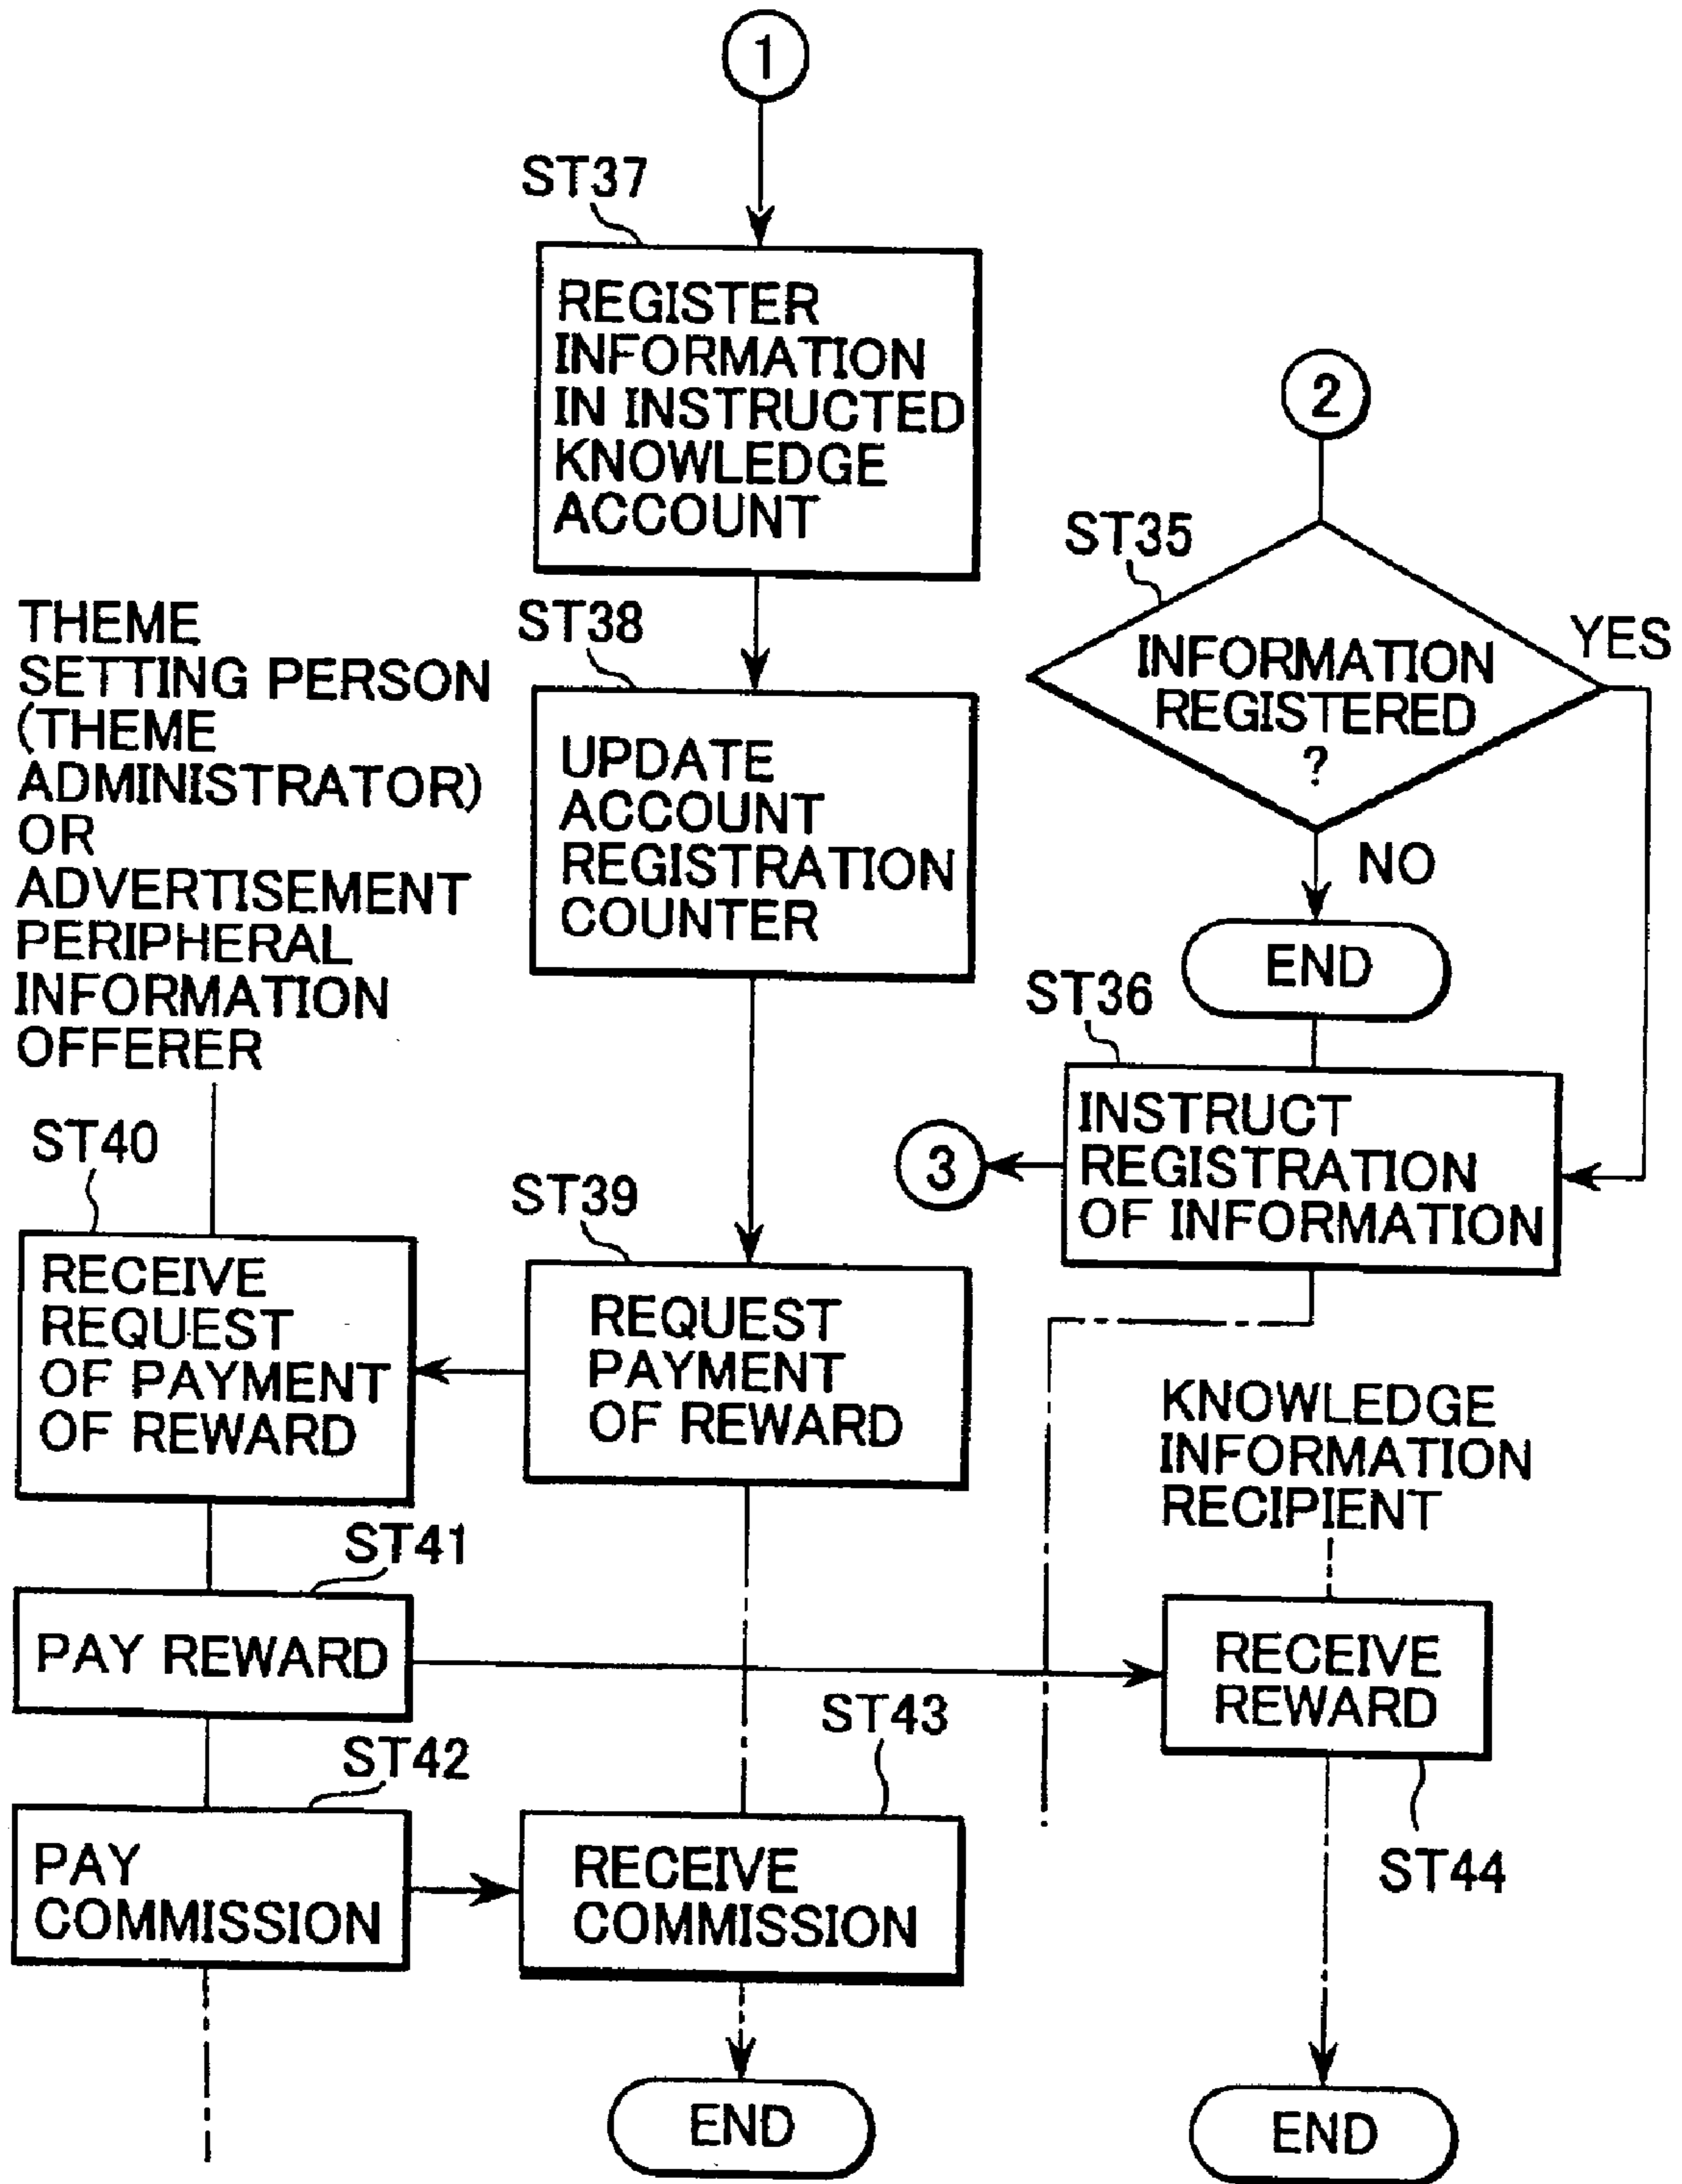 1
ST37
REGISTER
INFORMATION
IN INSTRUCTED
KNOWLEDGE
ACCOUNT
2
ST35
INFORMATION
REGISTERED
?
YES
NO
END
THEME
SETTING PERSON
(THEME
ADMINISTRATOR)
OR
ADVERTISEMENT
PERIPHERAL
INFORMATION
OFFERER
ST38
UPDATE
ACCOUNT
REGISTRATION
COUNTER
ST36
INSTRUCT
REGISTRATION
OF INFORMATION
3
ST40
RECEIVE
REQUEST
OF PAYMENT
OF REWARD
ST39
REQUEST
PAYMENT
OF REWARD
KNOWLEDGE
INFORMATION
RECIPIENT
ST41
PAY REWARD
RECEIVE
REWARD
ST44
ST42
PAY
COMMISSION
ST43
RECEIVE
COMMISSION
END
END